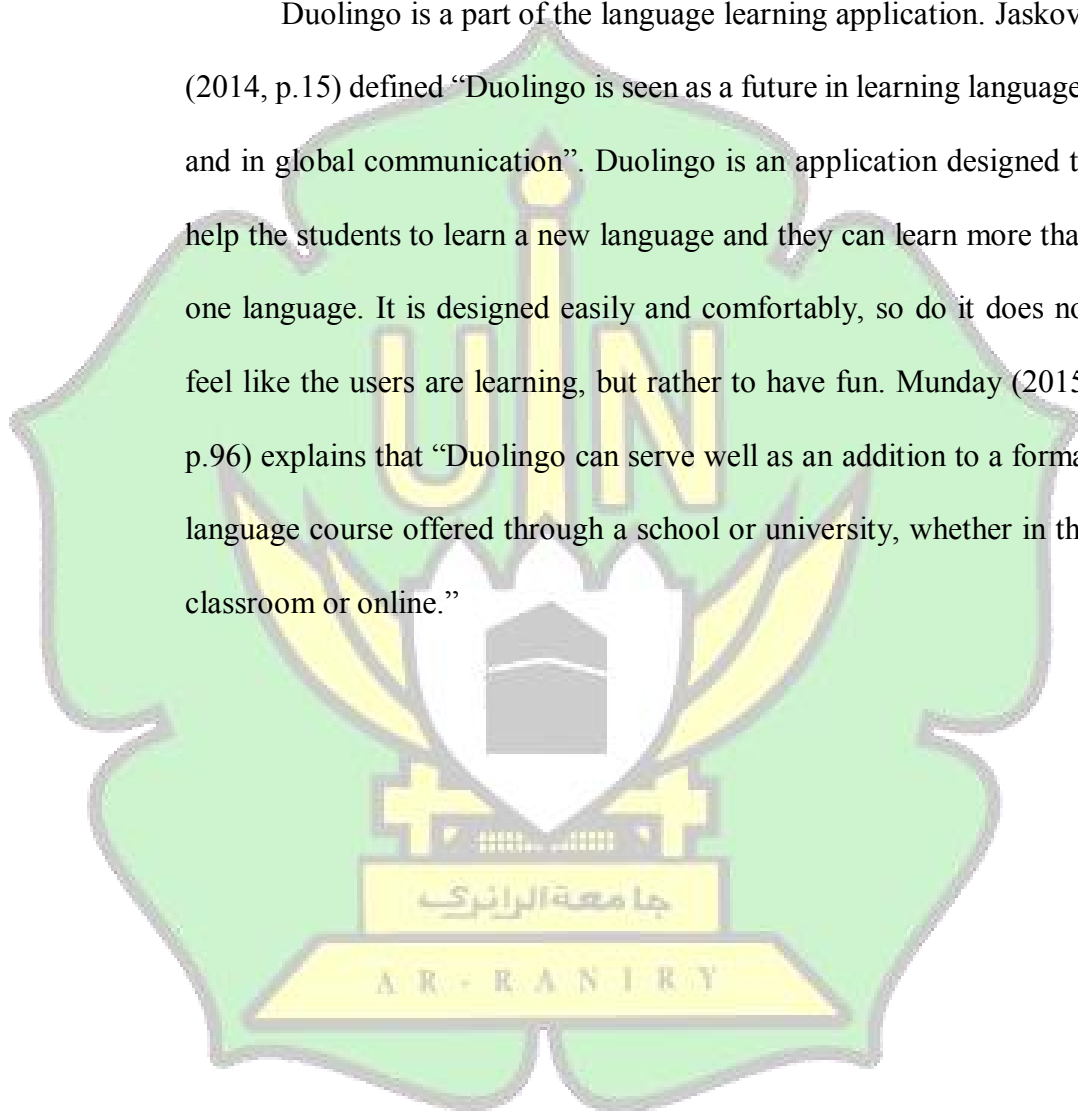 Duolingo is a part of the language learning application. Jaskov
(2014, p.15) defined “Duolingo is seen as a future in learning language
and in global communication”. Duolingo is an application designed t
help the students to learn a new language and they can learn more tha
one language. It is designed easily and comfortably, so do it does no
feel like the users are learning, but rather to have fun. Munday (2015
p.96) explains that “Duolingo can serve well as an addition to a forma
language course offered through a school or university, whether in th
classroom or online.”
UIN
جامعة الرانري
AR-RANIRY